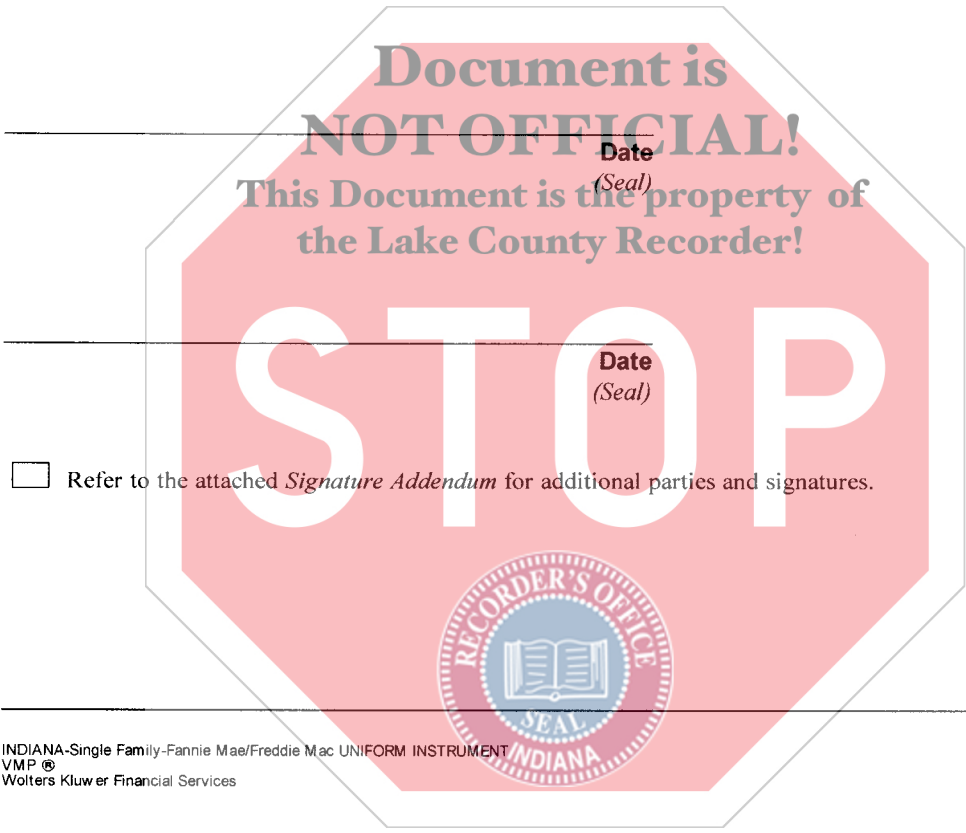 Document is
NOT OFFICIAL!
Date
(Seal)
This Document is the property of
the Lake County Recorder!
Date
(Seal)
STOP
Refer to the attached Signature Addendum for additional parties and signatures.
RECORDER'S OFFICE
SEAL
INDIANA
INDIANA-Single Family-Fannie Mae/Freddie Mac UNIFORM INSTRUMENT
VMP ®
Wolters Kluwer Financial Services